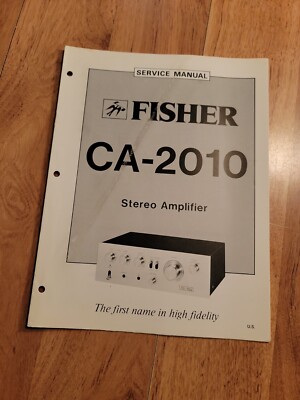 SERVICE MANUAL
FISHER
CA-2010
Stereo Amplifier
The first name in high fidelity
U.S.